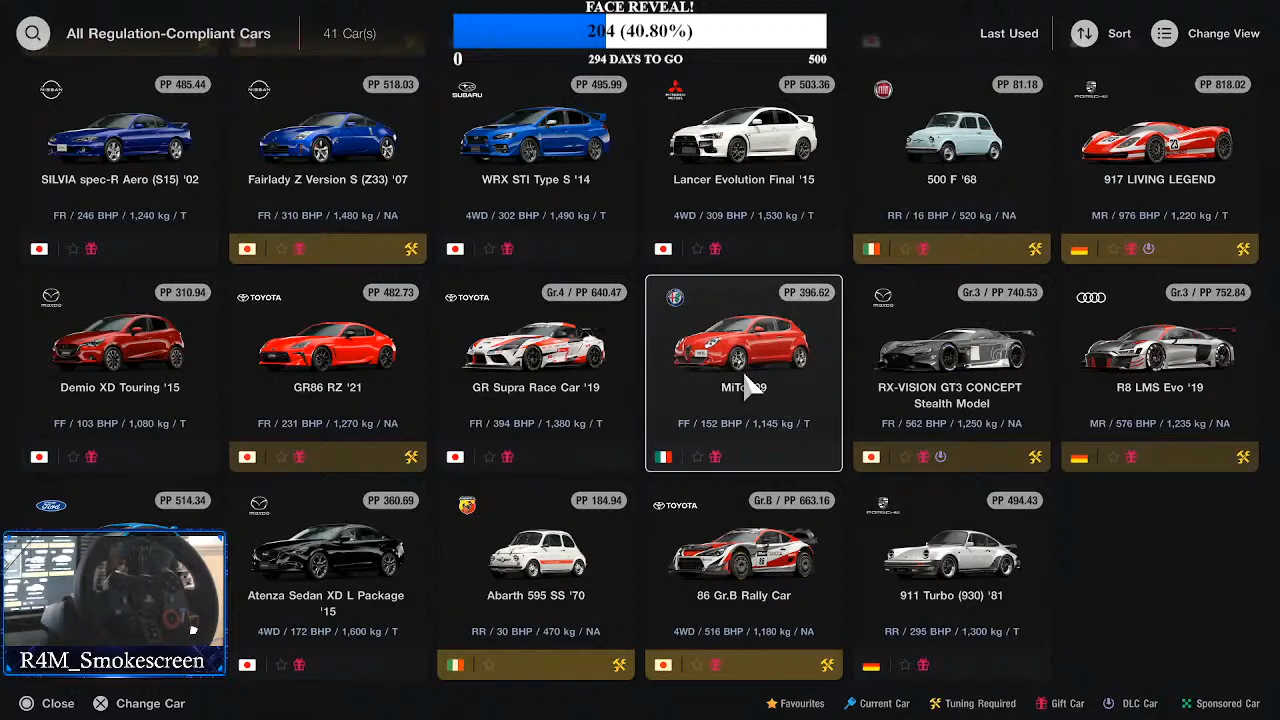 FACE REVEAL!
All Regulation-Compliant Cars
41 Car(s)
204 (40.80%)
Last Used
Sort
Change View
0
294 DAYS TO GO
500
NISSAN
PP 485.44
SILVIA spec-R Aero (S15) '02
FR / 246 BHP / 1,240 kg / T
NISSAN
PP 518.03
Fairlady Z Version S (Z33) '07
FR / 310 BHP / 1,480 kg / NA
SUBARU
PP 495.99
WRX STI Type S '14
4WD / 302 BHP / 1,490 kg / T
MITSUBISHI MOTORS
PP 503.36
Lancer Evolution Final '15
4WD / 309 BHP / 1,530 kg / T
FIAT
PP 81.18
500 F '68
RR / 16 BHP / 520 kg / NA
PORSCHE
PP 818.02
917 LIVING LEGEND
MR / 976 BHP / 1,220 kg / T
mazda
PP 310.94
Demio XD Touring '15
FF / 103 BHP / 1,080 kg / T
TOYOTA
PP 482.73
GR86 RZ '21
FR / 231 BHP / 1,270 kg / NA
TOYOTA
Gr.4 / PP 640.47
GR Supra Race Car '19
FR / 394 BHP / 1,380 kg / T
PP 396.62
FF / 152 BHP / 1,145 kg / T
mazda
Gr.3 / PP 740.53
RX-VISION GT3 CONCEPT
Stealth Model
FR / 562 BHP / 1,250 kg / NA
Gr.3 / PP 752.84
R8 LMS Evo '19
MR / 576 BHP / 1,235 kg / NA
Ford
PP 514.34
mazda
PP 360.69
Atenza Sedan XD L Package
'15
4WD / 172 BHP / 1,600 kg / T
PP 184.94
Abarth 595 SS '70
RR / 30 BHP / 470 kg / NA
TOYOTA
Gr.B / PP 663.16
86 Gr.B Rally Car
4WD / 516 BHP / 1,180 kg / NA
PORSCHE
PP 494.43
911 Turbo (930) '81
RR / 295 BHP / 1,300 kg / T
R4M_Smokescreen
Close
Change Car
Favourites
Current Car
Tuning Required
Gift Car
DLC Car
Sponsored Car